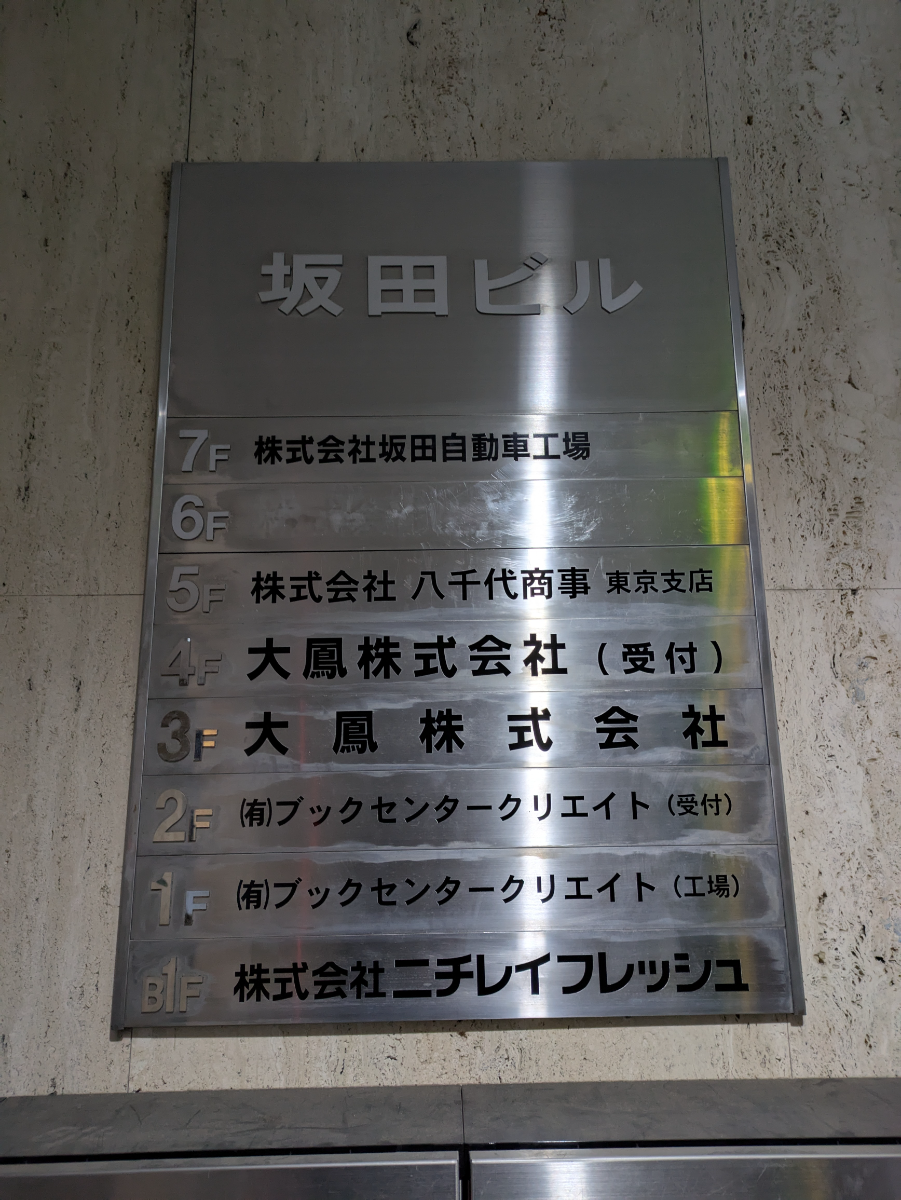 坂田ビル
7F 株式会社坂田自動車工場
6F
5F 株式会社 八千代商事 東京支店
4F 大鳳株式会社（受付）
3F 大鳳株式会社
2F ㈲ブックセンタークリエイト（受付）
1F ㈲ブックセンタークリエイト（工場）
B1F 株式会社ニチレイフレッシュ